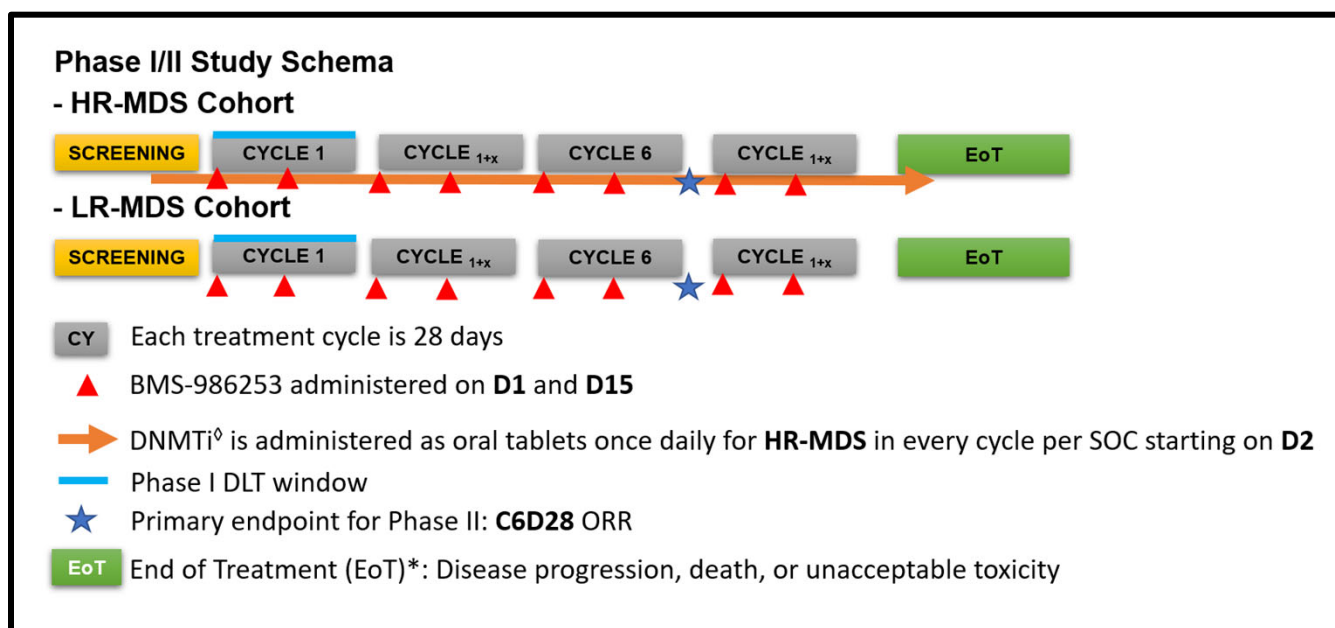 Phase I/II Study Schema
- HR-MDS Cohort
SCREENING CYCLE 1 CYCLE 1+x CYCLE 6 CYCLE 1+x EoT
- LR-MDS Cohort
SCREENING CYCLE 1 CYCLE 1+x CYCLE 6 CYCLE 1+x EoT
CY Each treatment cycle is 28 days
BMS-986253 administered on D1 and D15
DNMTi◊ is administered as oral tablets once daily for HR-MDS in every cycle per SOC starting on D2
Phase I DLT window
Primary endpoint for Phase II: C6D28 ORR
EoT End of Treatment (EoT)*: Disease progression, death, or unacceptable toxicity